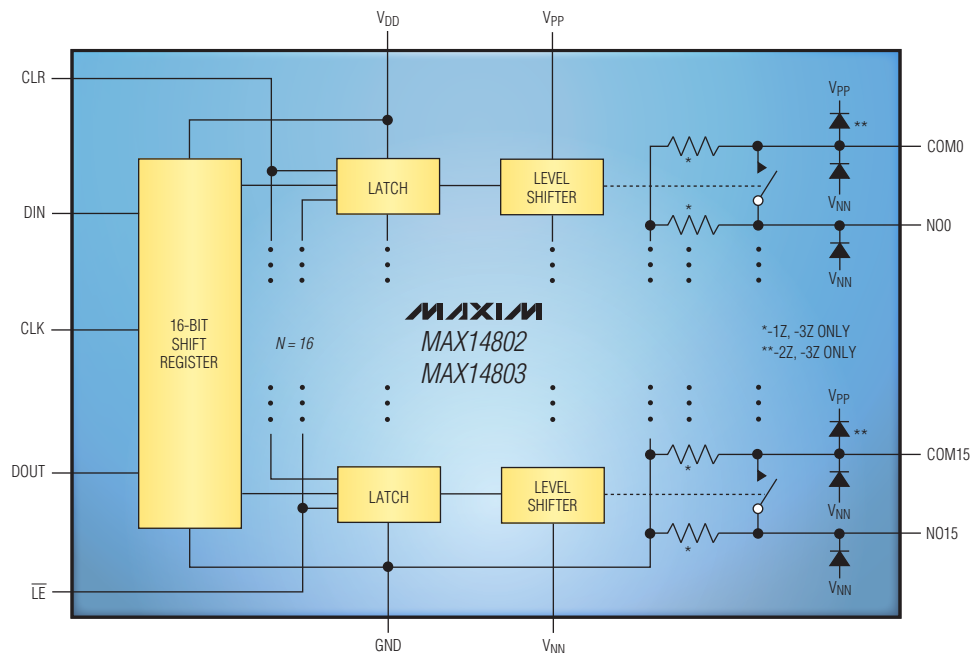 VDD
VPP
CLR
DIN
CLK
DOUT
LE
16-BIT
SHIFT
REGISTER
LATCH
LEVEL
SHIFTER
*
*
VPP
**
VNN
VNN
COM0
NO0
N = 16
MAXIM
MAX14802
MAX14803
*-1Z, -3Z ONLY
**-2Z, -3Z ONLY
LATCH
LEVEL
SHIFTER
*
*
VPP
**
VNN
VNN
COM15
NO15
GND
VNN